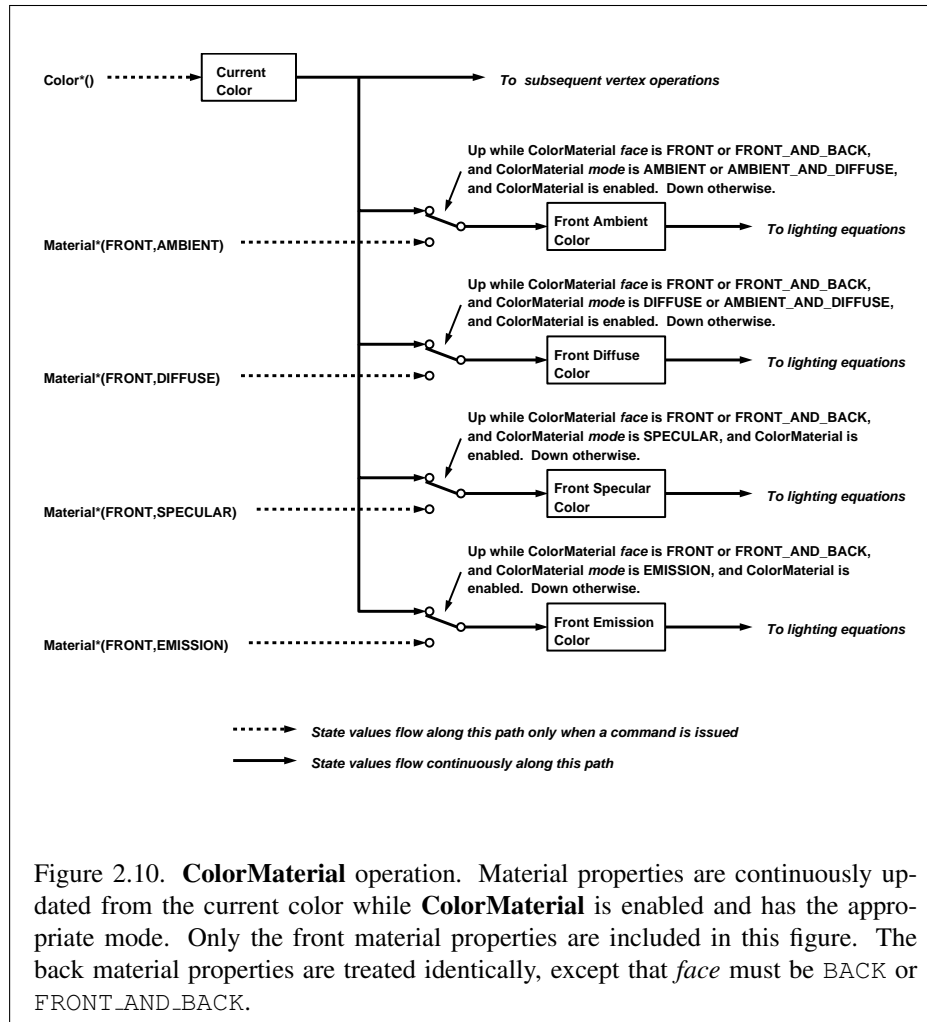 Color*()
Current
Color
To subsequent vertex operations
Up while ColorMaterial face is FRONT or FRONT_AND_BACK,
and ColorMaterial mode is AMBIENT or AMBIENT_AND_DIFFUSE,
and ColorMaterial is enabled. Down otherwise.
Material*(FRONT,AMBIENT)
Front Ambient
Color
To lighting equations
Up while ColorMaterial face is FRONT or FRONT_AND_BACK,
and ColorMaterial mode is DIFFUSE or AMBIENT_AND_DIFFUSE,
and ColorMaterial is enabled. Down otherwise.
Material*(FRONT,DIFFUSE)
Front Diffuse
Color
To lighting equations
Up while ColorMaterial face is FRONT or FRONT_AND_BACK,
and ColorMaterial mode is SPECULAR, and ColorMaterial is
enabled. Down otherwise.
Material*(FRONT,SPECULAR)
Front Specular
Color
To lighting equations
Up while ColorMaterial face is FRONT or FRONT_AND_BACK,
and ColorMaterial mode is EMISSION, and ColorMaterial is
enabled. Down otherwise.
Material*(FRONT,EMISSION)
Front Emission
Color
To lighting equations
State values flow along this path only when a command is issued
State values flow continuously along this path
Figure 2.10. ColorMaterial operation. Material properties are continuously up-
dated from the current color while ColorMaterial is enabled and has the appro-
priate mode. Only the front material properties are included in this figure. The
back material properties are treated identically, except that face must be BACK or
FRONT_AND_BACK.